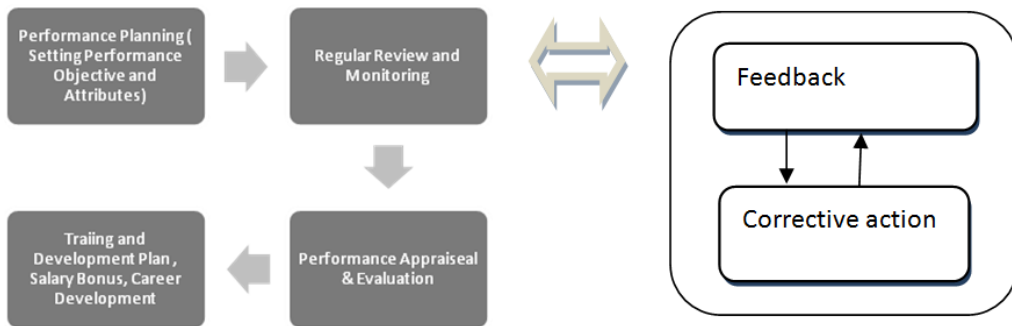 Performance Planning (
Setting Performance
Objective and
Attributes)
Regular Review and
Monitoring
Feedback
Corrective action
Traiing and
Development Plan ,
Salary Bonus, Career
Development
Performance Appraiseal
& Evaluation